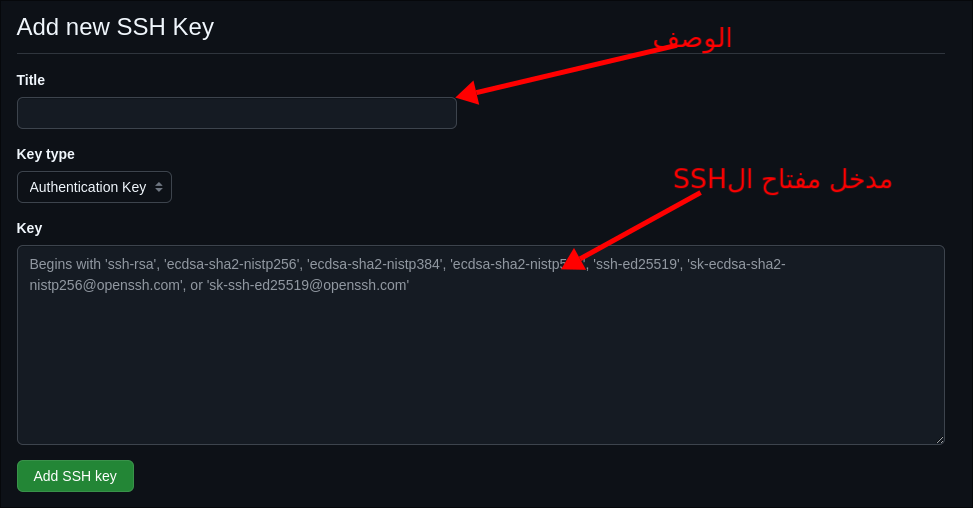 Add new SSH Key
الوصف
Title
Key type
Authentication Key
مدخل مفتاح الSSH
Key
Begins with 'ssh-rsa', 'ecdsa-sha2-nistp256', 'ecdsa-sha2-nistp384', 'ecdsa-sha2- 'ssh-ed25519', 'sk-ecdsa-sha2-
nistp256@openssh.com', or 'sk-ssh-ed25519@openssh.com'
Add SSH key